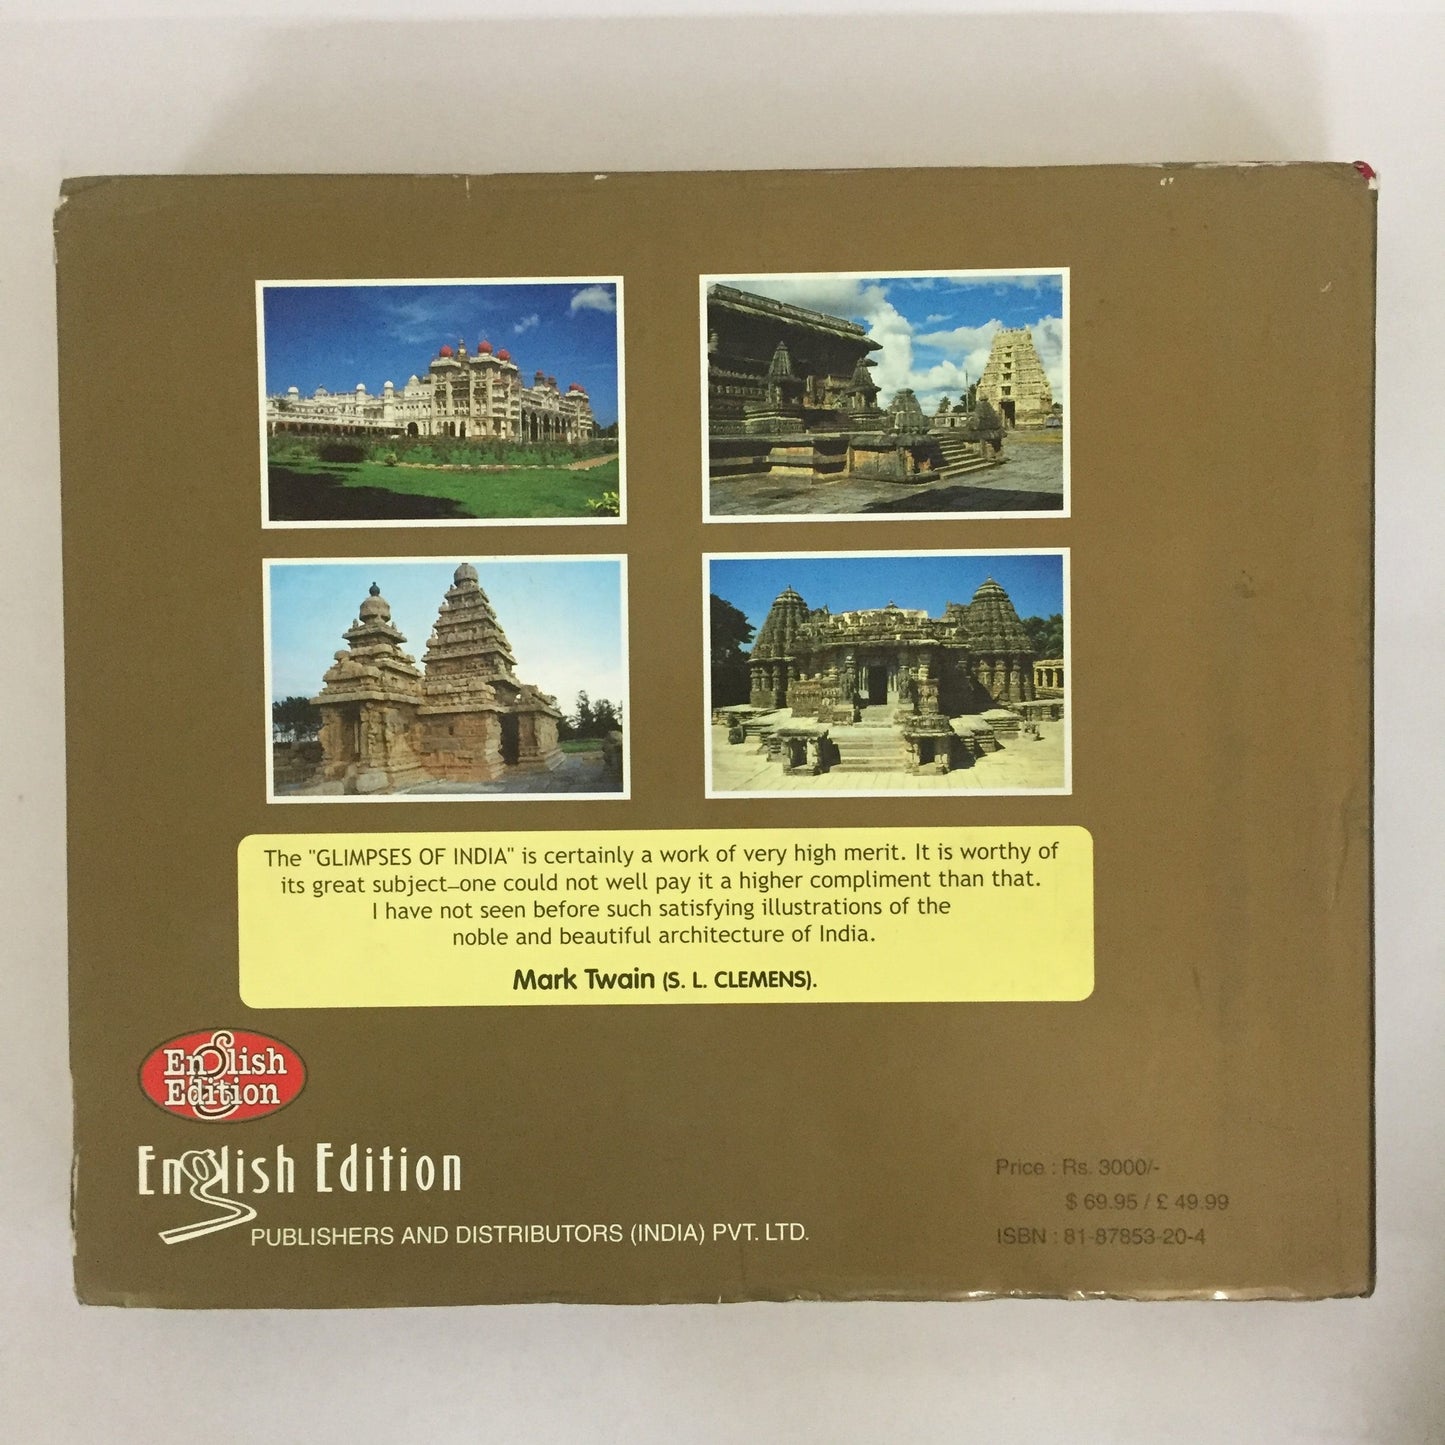 The "GLIMPSES OF INDIA" is certainly a work of very high merit. It is worthy of
its great subject—one could not well pay it a higher compliment than that.
I have not seen before such satisfying illustrations of the
noble and beautiful architecture of India.
Mark Twain (S. L. CLEMENS).
English
Edition
English Edition
PUBLISHERS AND DISTRIBUTORS (INDIA) PVT. LTD.
Price : Rs. 3000/-
$ 69.95 / £ 49.99
ISBN : 81-87853-20-4